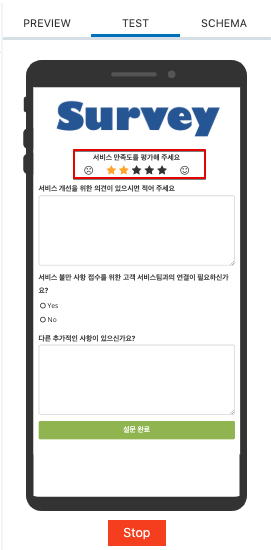 PREVIEW TEST SCHEMA
Survey
서비스 만족도를 평가해 주세요
서비스 개선을 위한 의견이 있으시면 적어 주세요
서비스 불만 사항 접수를 위한 고객 서비스팀과의 연결이 필요하신가
요?
Yes
No
다른 추가적인 사항이 있으신가요?
설문 완료
Stop